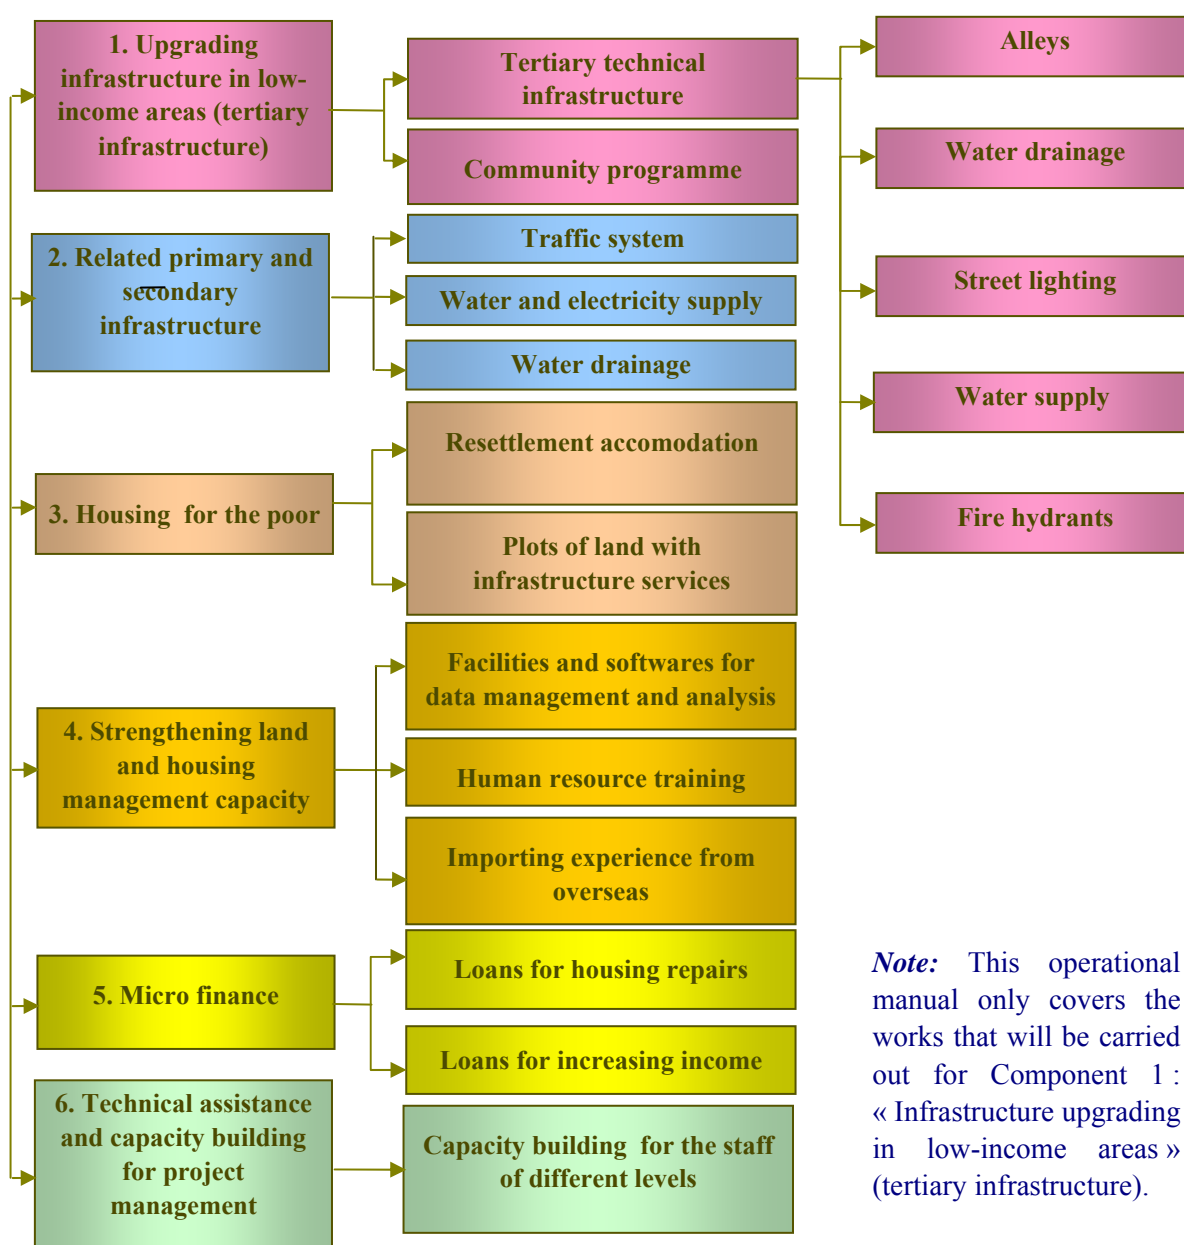 1. Upgrading
infrastructure in low-
income areas (tertiary
infrastructure)
Tertiary technical
infrastructure
Community programme
Alleys
Water drainage
Street lighting
Water supply
Fire hydrants
2. Related primary and
secondary
infrastructure
Traffic system
Water and electricity supply
Water drainage
3. Housing for the poor
Resettlement accomodation
Plots of land with
infrastructure services
4. Strengthening land
and housing
management capacity
Facilities and softwares for
data management and analysis
Human resource training
Importing experience from
overseas
5. Micro finance
Loans for housing repairs
Loans for increasing income
6. Technical assistance
and capacity building
for project
management
Capacity building for the staff
of different levels
Note: This operational
manual only covers the
works that will be carried
out for Component 1 :
« Infrastructure upgrading
in low-income areas »
(tertiary infrastructure).